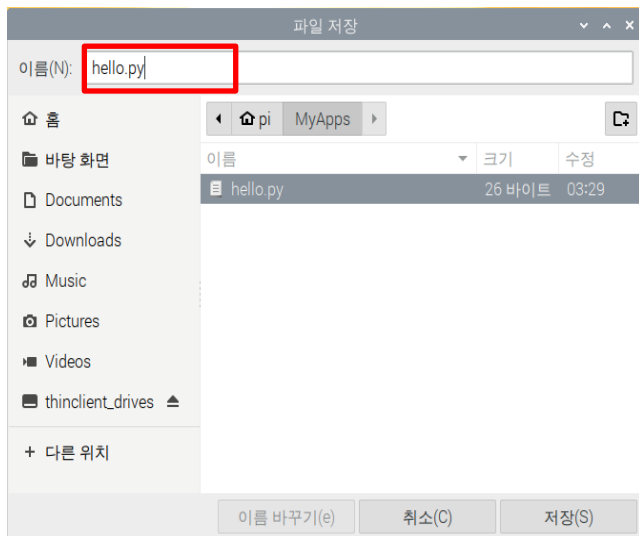 파일 저장
이름(N): hello.py
홈
pi MyApps
바탕 화면
이름 크기 수정
hello.py 26 바이트 03:29
Documents
Downloads
Music
Pictures
Videos
thinclient_drives
+ 다른 위치
이름 바꾸기(e) 취소(C) 저장(S)